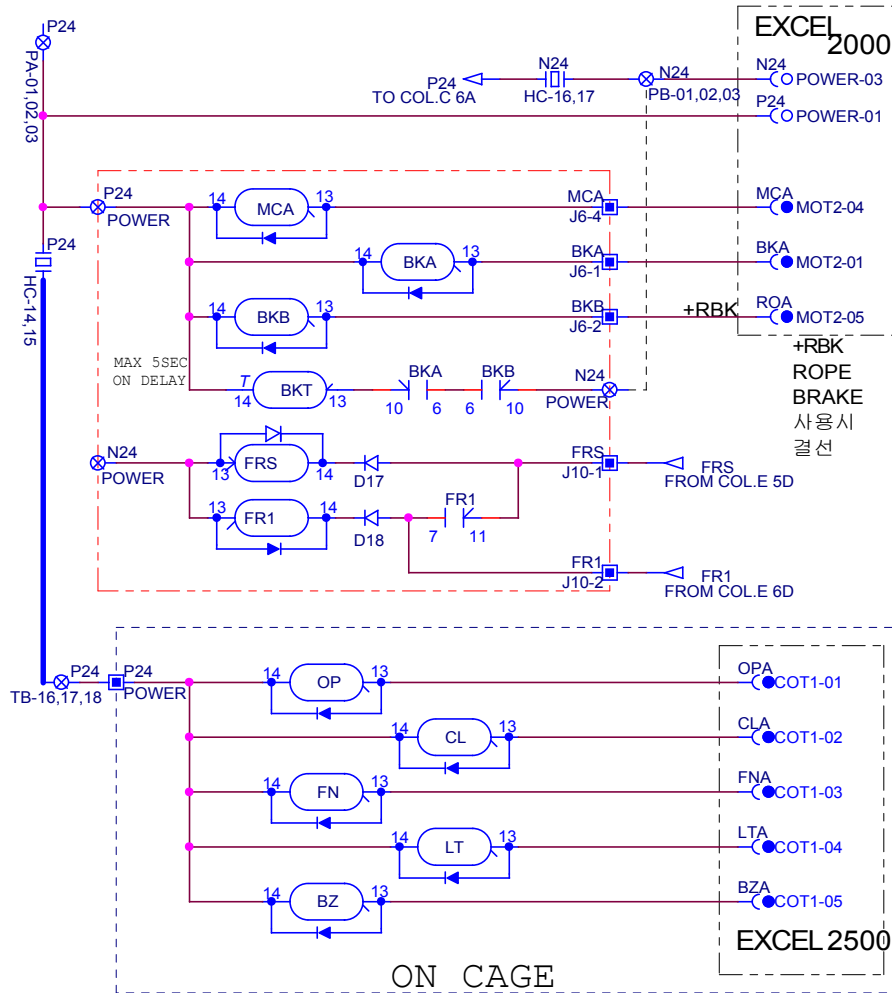 P24
PA-01,02,03
EXCEL
2000
P24
TO COL.C 6A
N24
HC-16,17
N24
PB-01,02,03
N24
POWER-03
P24
POWER-01
P24
POWER
14
MCA
13
MCA
J6-4
MCA
MOT2-04
P24
HC-14,15
14
BKA
13
BKA
J6-1
BKA
MOT2-01
14
BKB
13
BKB
J6-2
+RBK
ROA
MOT2-05
+RBK
ROPE
BRAKE
사용시
결선
MAX 5SEC
ON DELAY
T
14
BKT
13
BKA
10
6
BKB
6
10
N24
POWER
N24
POWER
13
FRS
14
D17
FRS
J10-1
FRS
FROM COL.E 5D
13
FR1
14
D18
FR1
7
11
FR1
J10-2
FR1
FROM COL.E 6D
P24
TB-16,17,18
P24
POWER
14
OP
13
OPA
COT1-01
14
CL
13
CLA
COT1-02
14
FN
13
FNA
COT1-03
14
LT
13
LTA
COT1-04
14
BZ
13
BZA
COT1-05
EXCEL 2500
ON CAGE